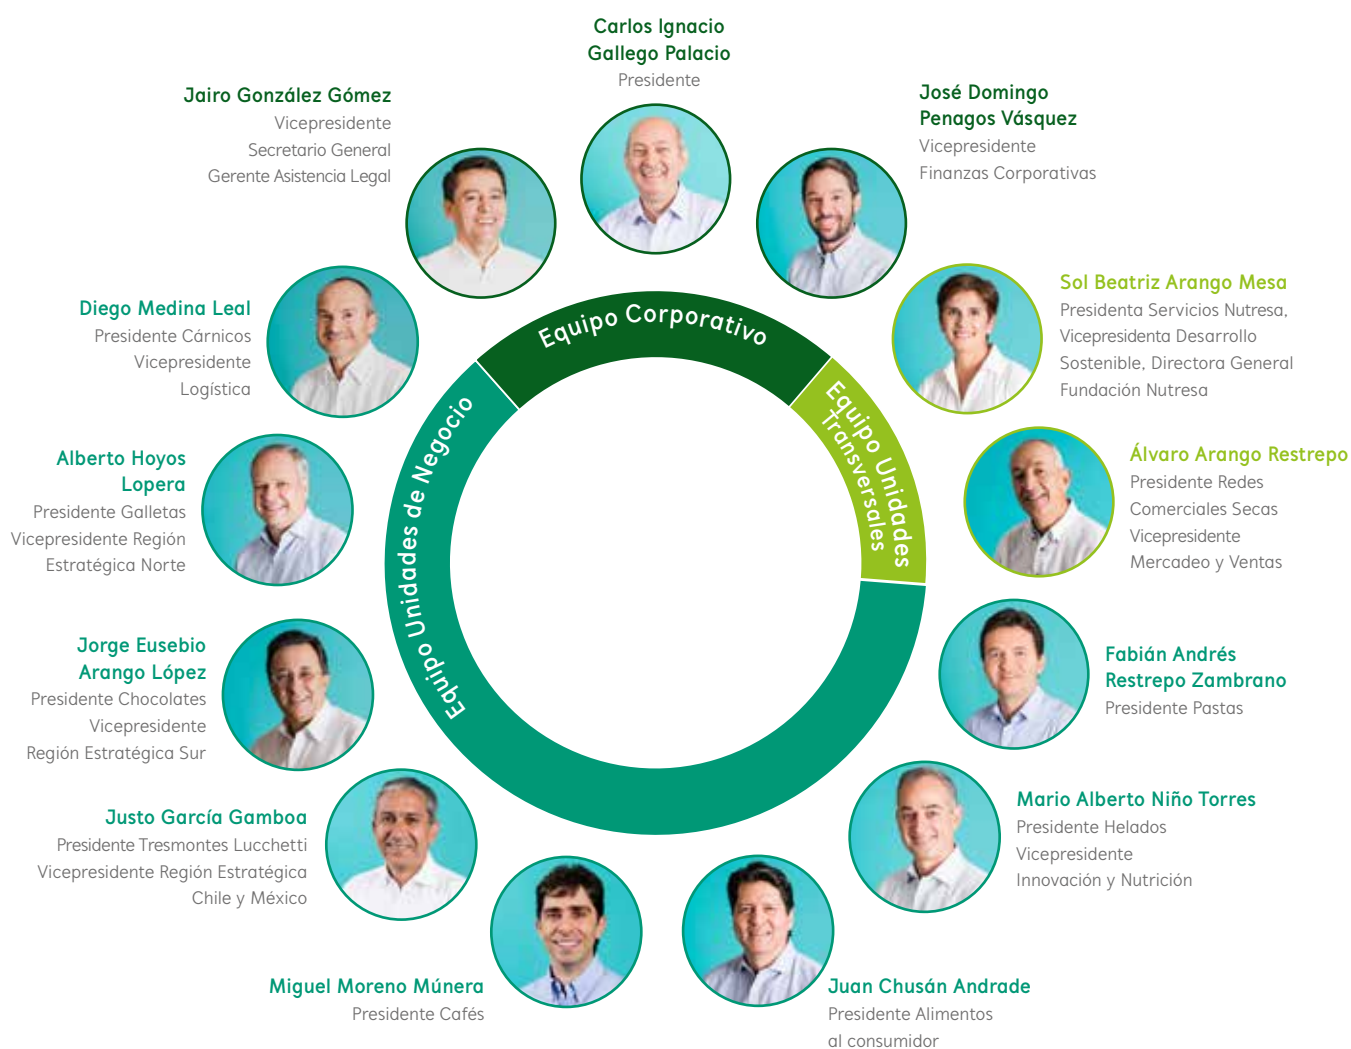 Carlos Ignacio
Gallego Palacio
Presidente
José Domingo
Penagos Vásquez
Vicepresidente
Finanzas Corporativas
Sol Beatriz Arango Mesa
Presidenta Servicios Nutresa,
Vicepresidenta Desarrollo
Sostenible, Directora General
Fundación Nutresa
Álvaro Arango Restrepo
Presidente Redes
Comerciales Secas
Vicepresidente
Mercadeo y Ventas
Fabián Andrés
Restrepo Zambrano
Presidente Pastas
Mario Alberto Niño Torres
Presidente Helados
Vicepresidente
Innovación y Nutrición
Juan Chusán Andrade
Presidente Alimentos
al consumidor
Miguel Moreno Múnera
Presidente Cafés
Justo García Gamboa
Presidente Tresmontes Lucchetti
Vicepresidente Región Estratégica
Chile y México
Jorge Eusebio
Arango López
Presidente Chocolates
Vicepresidente
Región Estratégica Sur
Alberto Hoyos
Lopera
Presidente Galletas
Vicepresidente Región
Estratégica Norte
Diego Medina Leal
Presidente Cárnicos
Vicepresidente
Logística
Jairo González Gómez
Vicepresidente
Secretario General
Gerente Asistencia Legal
Equipo Corporativo
Equipo Unidades
Transversales
Equipo Unidades de Negocio